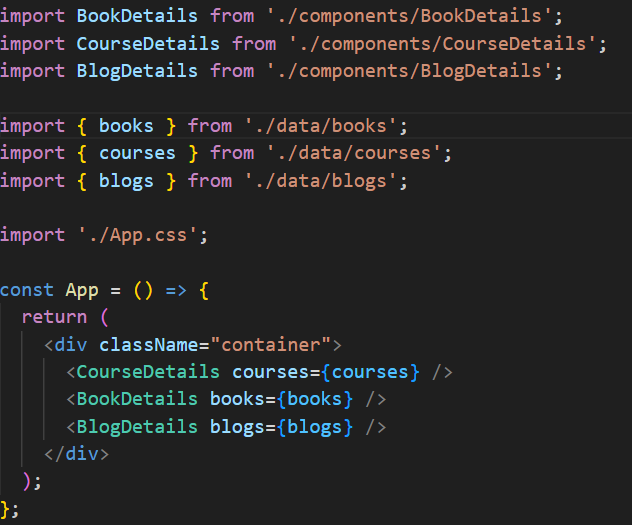 import BookDetails from './components/BookDetails';
import CourseDetails from './components/CourseDetails';
import BlogDetails from './components/BlogDetails';
import { books } from './data/books';
import { courses } from './data/courses';
import { blogs } from './data/blogs';
import './App.css';
const App = () => {
  return (
    <div className="container">
      <CourseDetails courses={courses} />
      <BookDetails books={books} />
      <BlogDetails blogs={blogs} />
    </div>
  );
};